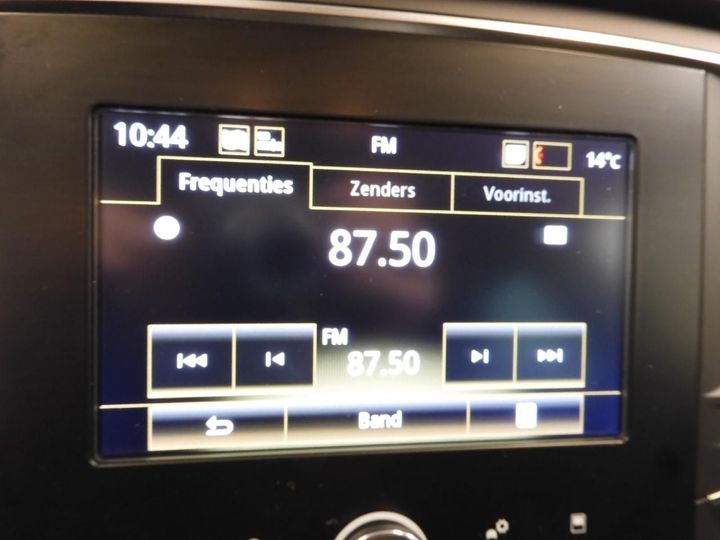 10:44 FM 14°C
Frequenties Zenders Voorinst.
87.50
FM
87.50
Band